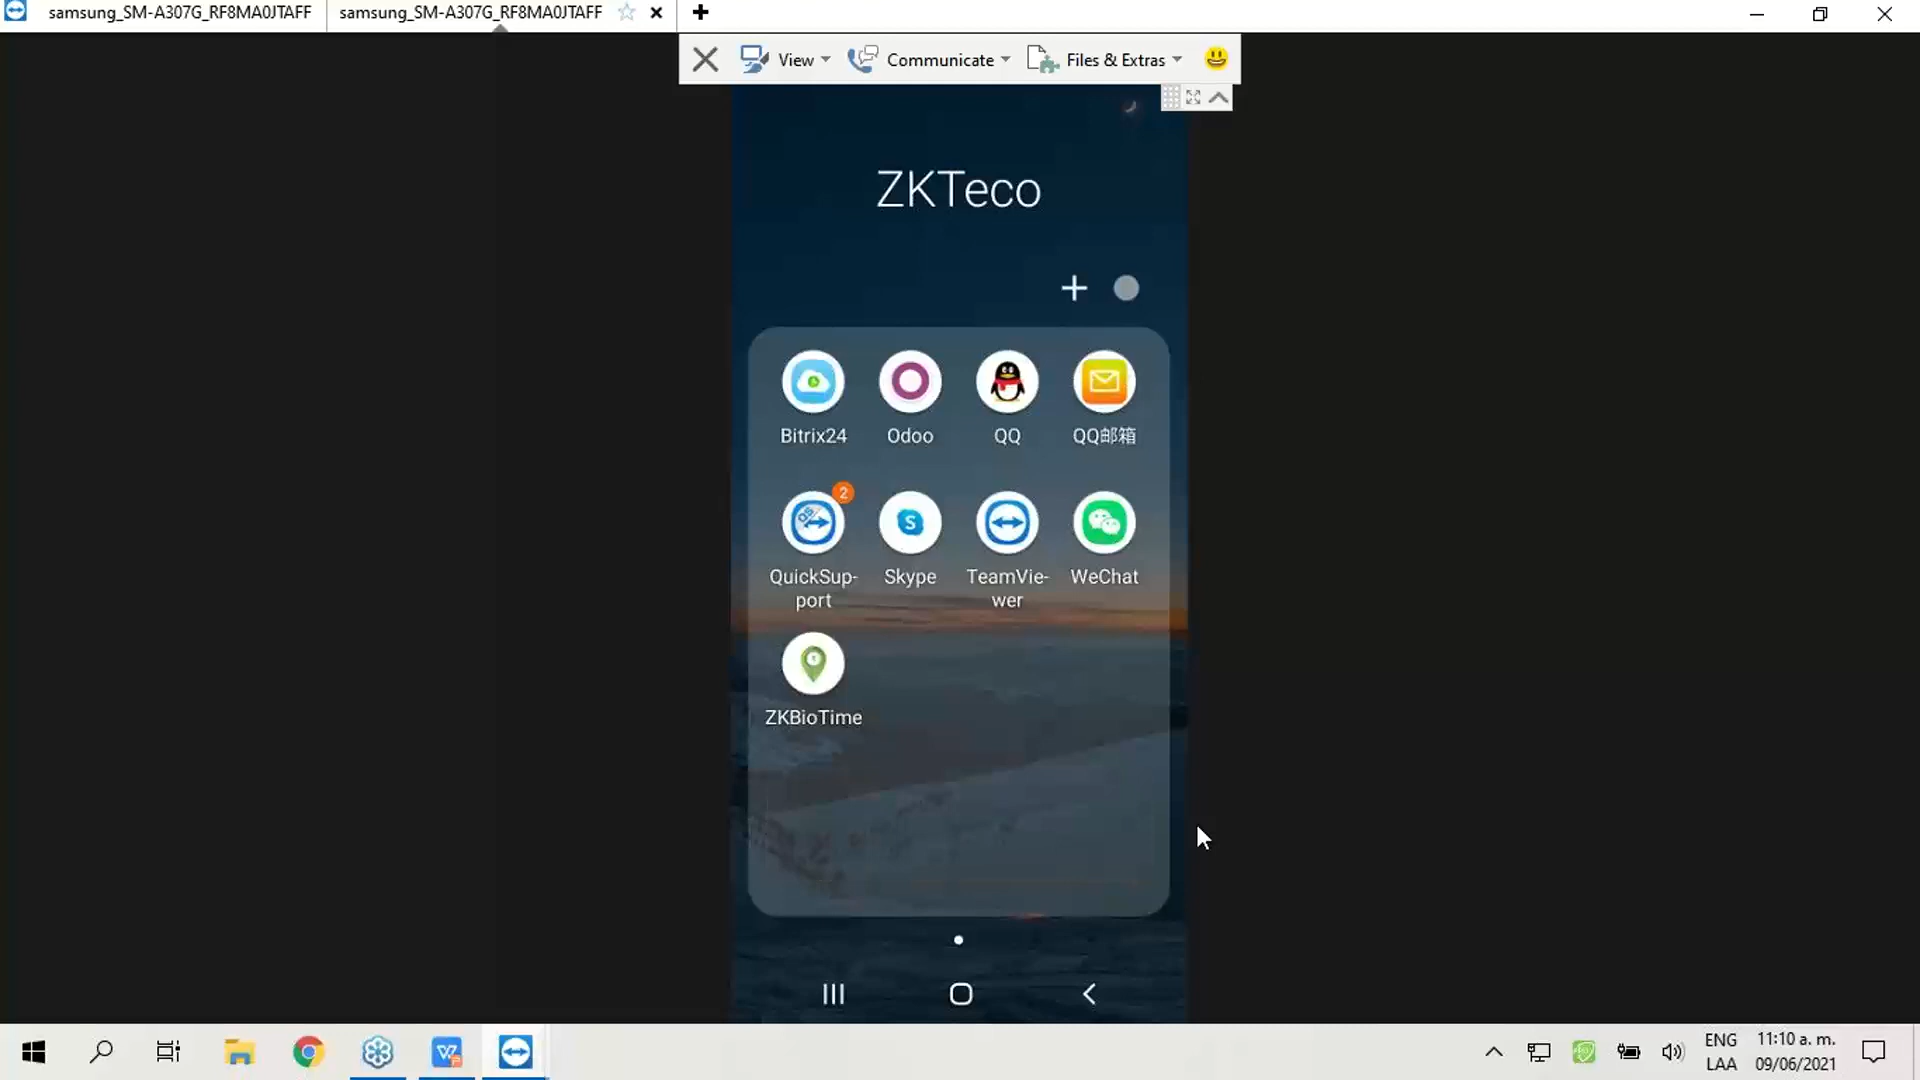 samsung_SM-A307G_RF8MA0JTAFF
samsung_SM-A307G_RF8MA0JTAFF
View
Communicate
Files & Extras
ZKTeco
Bitrix24
Odoo
QQ
QQ邮箱
2
QuickSup-
port
Skype
TeamVie-
wer
WeChat
ZKBioTime
ENG
LAA
11:10 a. m.
09/06/2021